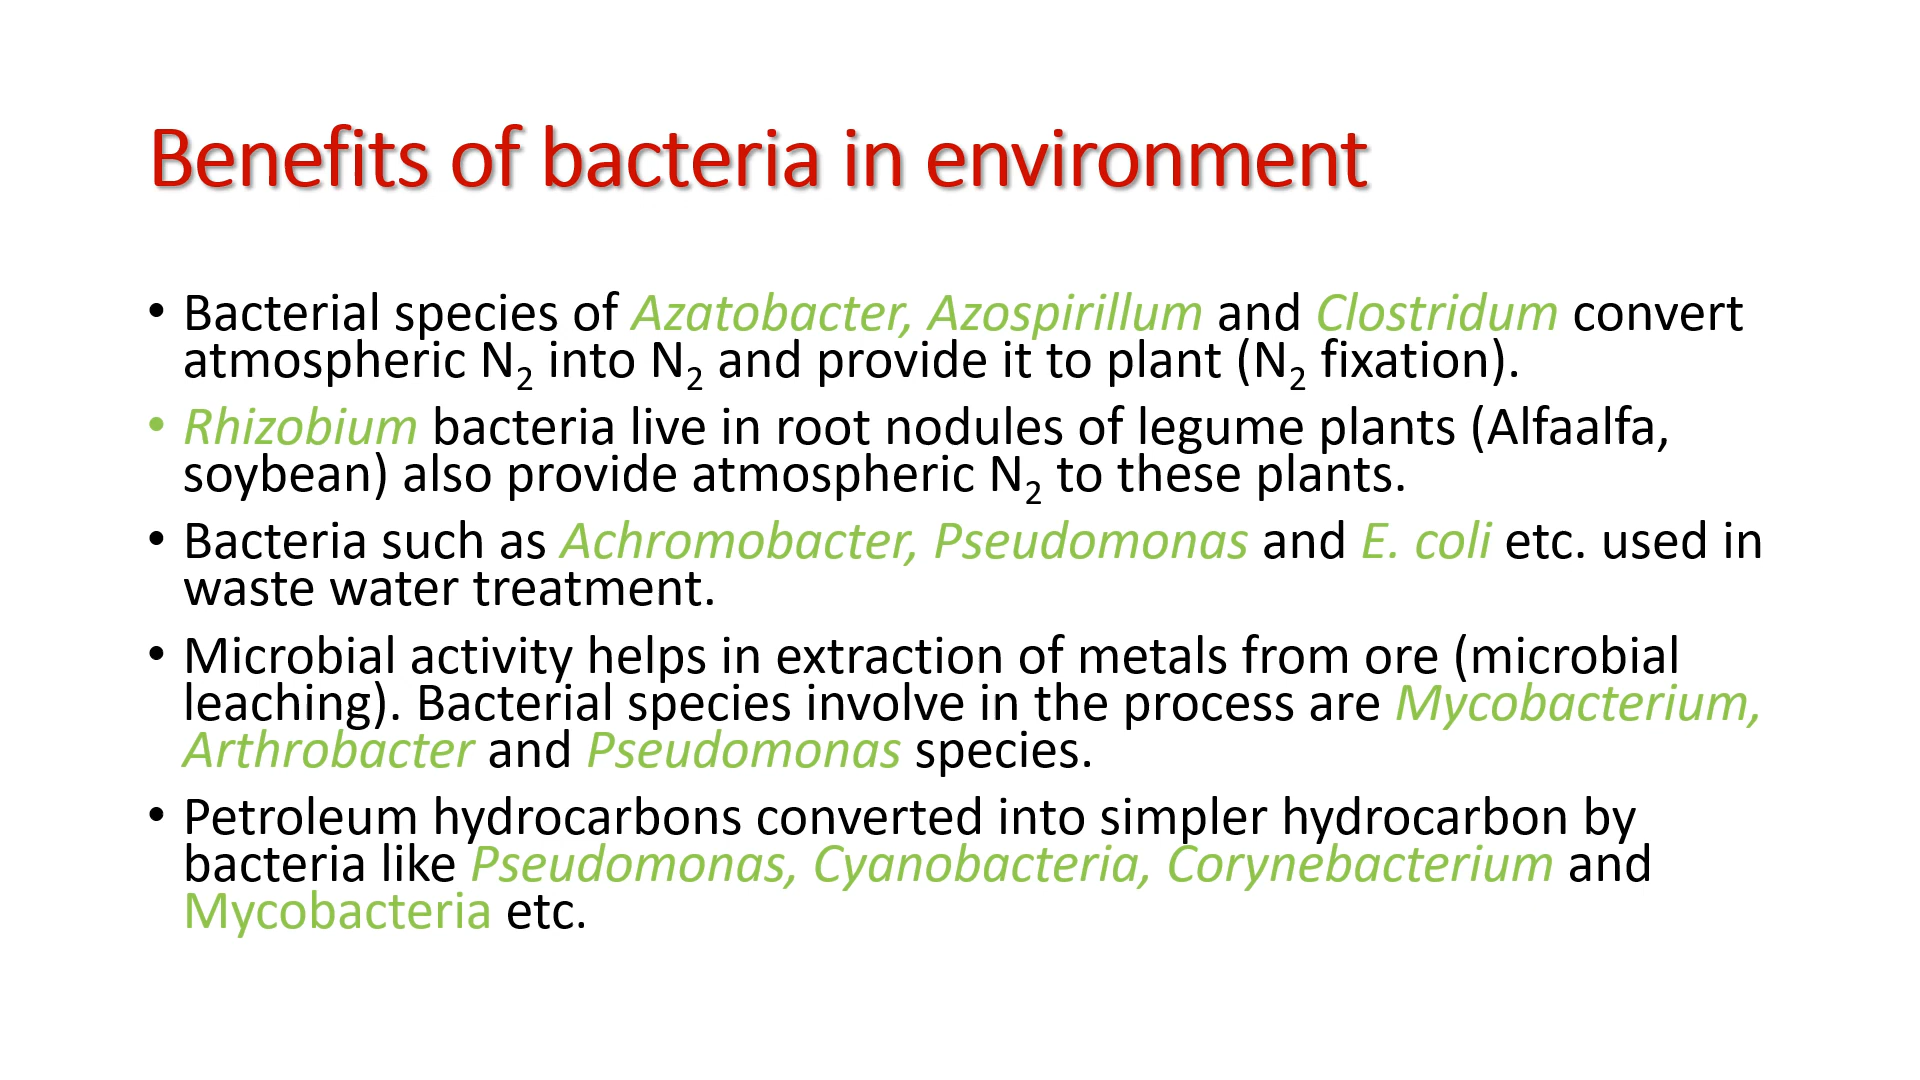 Benefits of bacteria in environment
• Bacterial species of Azatobacter, Azospirillum and Clostridum convert
atmospheric N₂ into N₂ and provide it to plant (N₂ fixation).
• Rhizobium bacteria live in root nodules of legume plants (Alfaalfa,
soybean) also provide atmospheric N₂ to these plants.
• Bacteria such as Achromobacter, Pseudomonas and E. coli etc. used in
waste water treatment.
• Microbial activity helps in extraction of metals from ore (microbial
leaching). Bacterial species involve in the process are Mycobacterium,
Arthrobacter and Pseudomonas species.
• Petroleum hydrocarbons converted into simpler hydrocarbon by
bacteria like Pseudomonas, Cyanobacteria, Corynebacterium and
Mycobacteria etc.